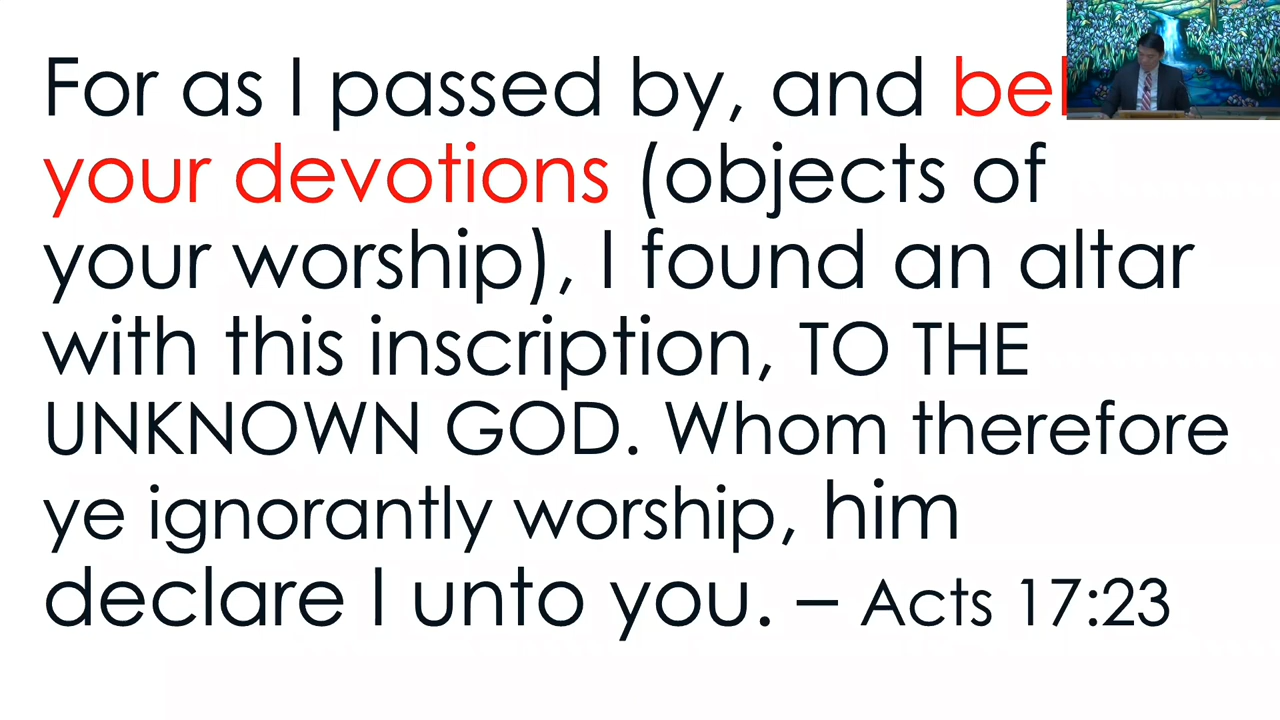 For as I passed by, and
your devotions (objects of
your worship), I found an altar
with this inscription, TO THE
UNKNOWN GOD. Whom therefore
ye ignorantly worship, him
declare I unto you. – Acts 17:23